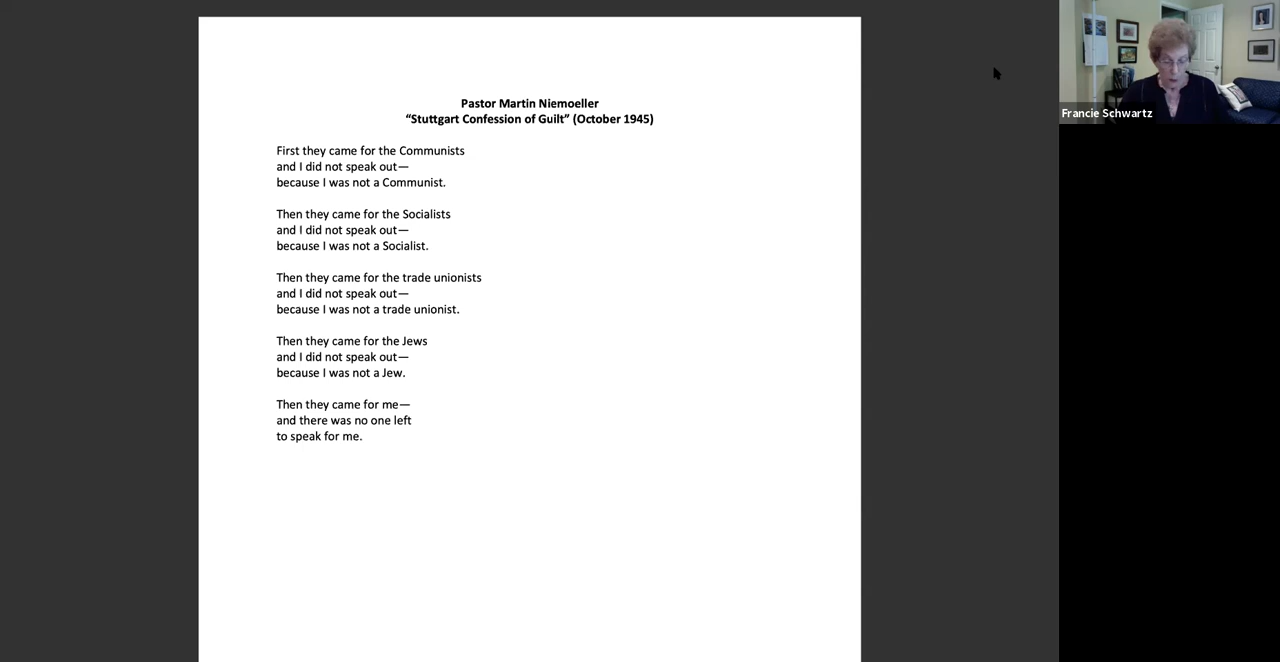 Pastor Martin Niemoeller
“Stuttgart Confession of Guilt” (October 1945)
First they came for the Communists
and I did not speak out—
because I was not a Communist.
Then they came for the Socialists
and I did not speak out—
because I was not a Socialist.
Then they came for the trade unionists
and I did not speak out—
because I was not a trade unionist.
Then they came for the Jews
and I did not speak out—
because I was not a Jew.
Then they came for me—
and there was no one left
to speak for me.
Francie Schwartz